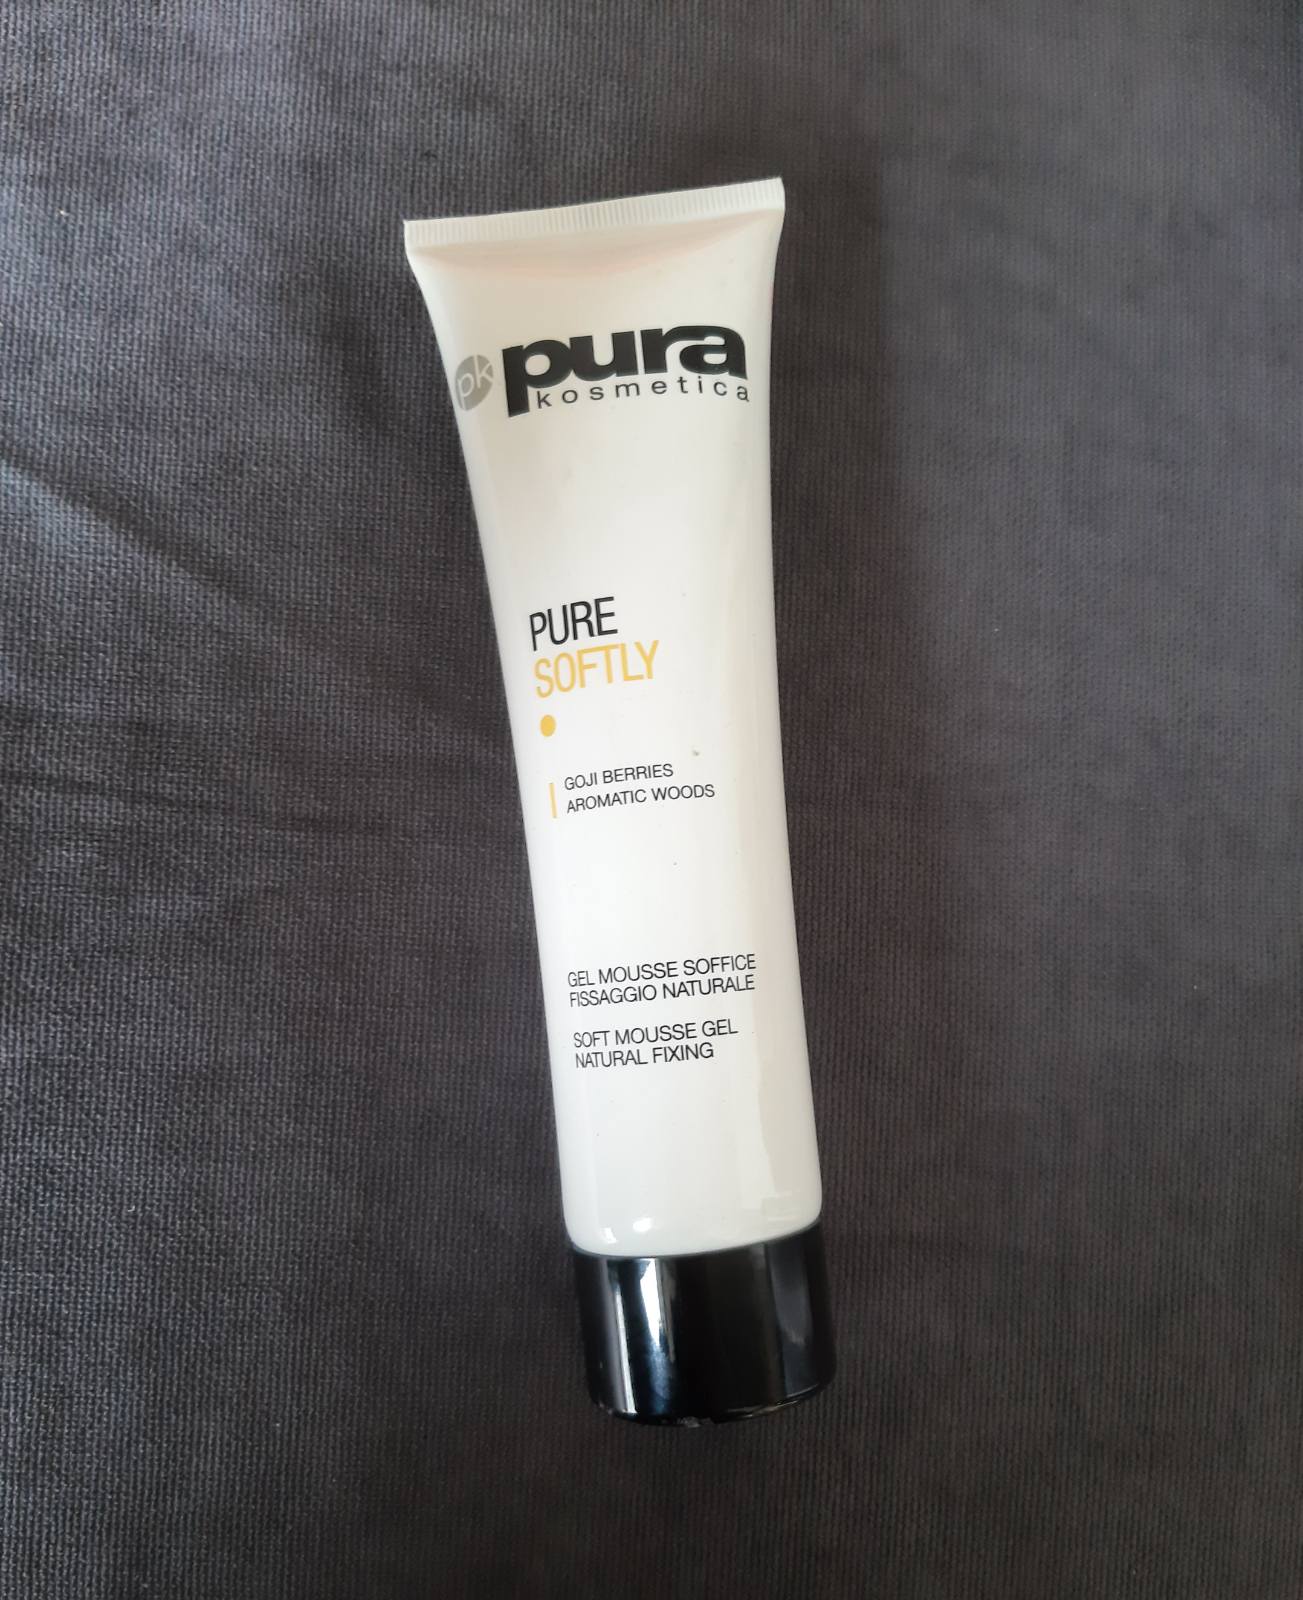 pk pura
kosmetica
PURE
SOFTLY
GOJI BERRIES
AROMATIC WOODS
GEL MOUSSE SOFFICE
FISSAGGIO NATURALE
SOFT MOUSSE GEL
NATURAL FIXING